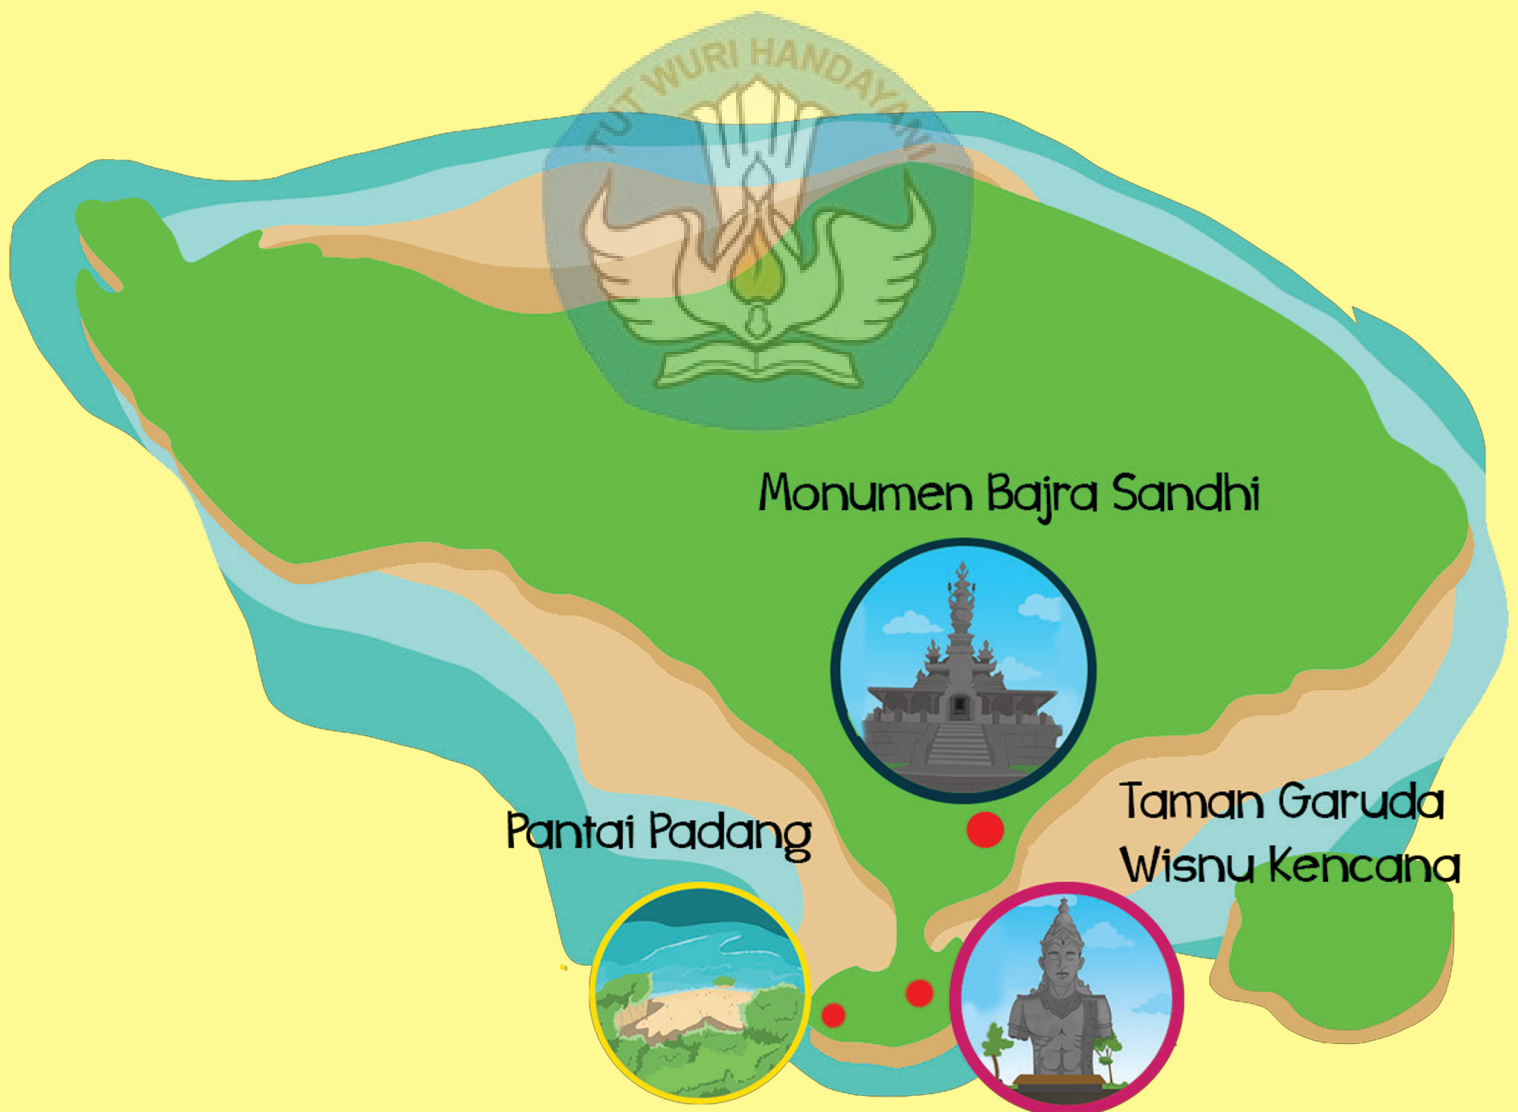 TUT WURI HANDAYANI
Monumen Bajra Sandhi
Taman Garuda
Wisnu Kencana
Pantai Padang